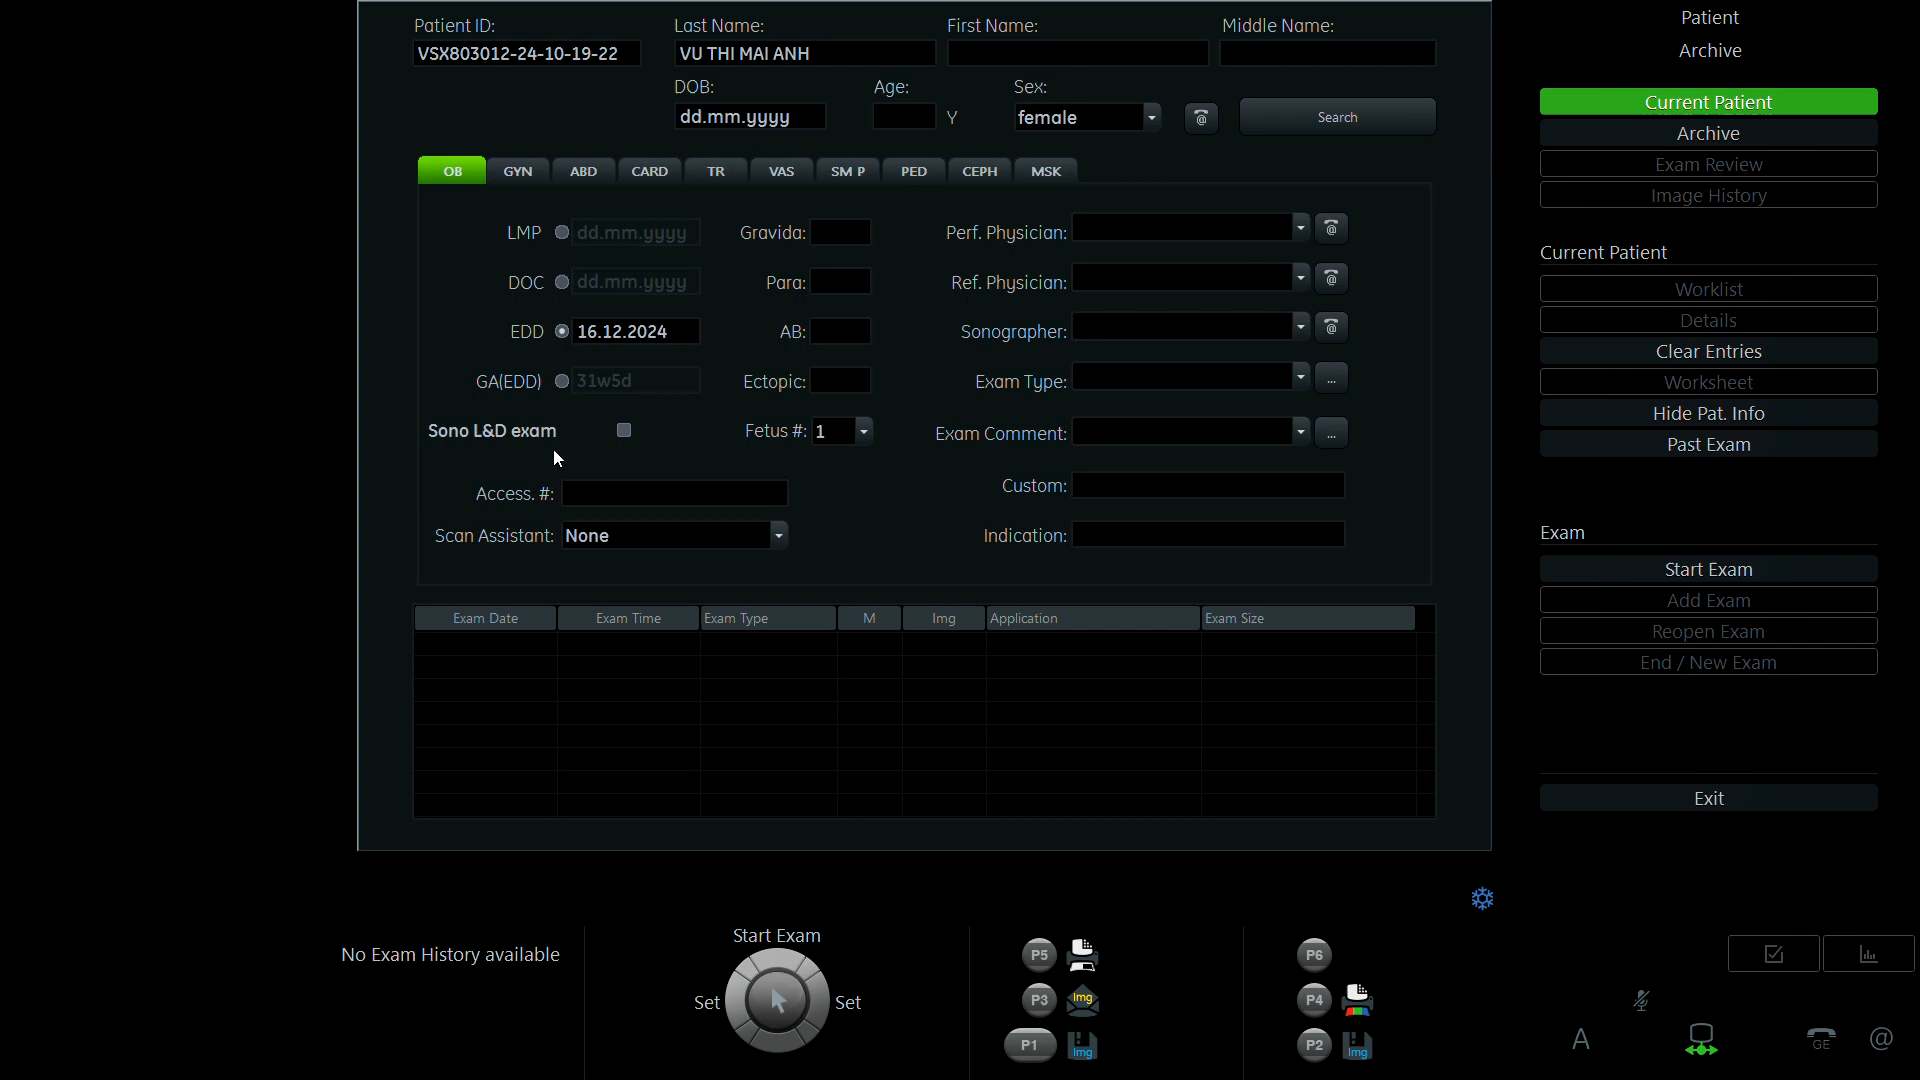 Patient ID:
Last Name:
First Name:
Middle Name:
VSX803012-24-10-19-22
VU THI MAI ANH
DOB:
Age:
Sex:
dd.mm.yyyy
Y
female
@
Search
OB
GYN
ABD
CARD
TR
VAS
SM P
PED
CEPH
MSK
LMP
dd.mm.yyyy
Gravida:
Perf. Physician:
@
DOC
dd.mm.yyyy
Para:
Ref. Physician:
@
EDD
16.12.2024
AB:
Sonographer:
@
GA(EDD)
31w5d
Ectopic:
Exam Type:
...
Sono L&D exam
Fetus #:
1
Exam Comment:
...
Access. #:
Custom:
Scan Assistant:
None
Indication:
Exam Date
Exam Time
Exam Type
M
Img
Application
Exam Size
Patient
Archive
Current Patient
Archive
Exam Review
Image History
Current Patient
Worklist
Details
Clear Entries
Worksheet
Hide Pat. Info
Past Exam
Exam
Start Exam
Add Exam
Reopen Exam
End / New Exam
Exit
No Exam History available
Start Exam
Set
Set
P5
P3
Img
P1
Img
P6
P4
P2
Img
A
GE
@